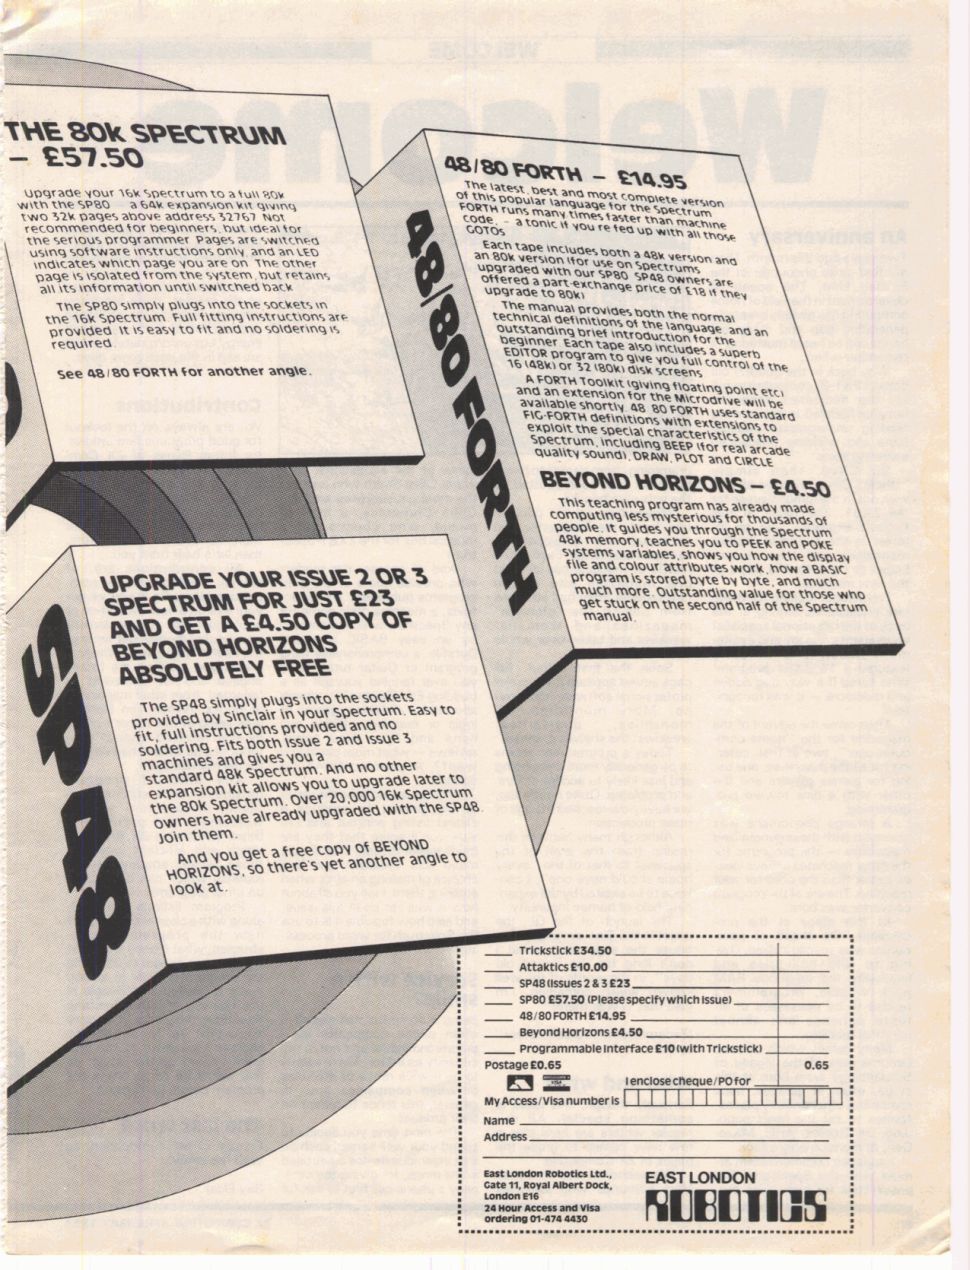 THE 80K SPECTRUM
– £57.50
Upgrade your 16k Spectrum to a full 80k
with the SP80 a 64k expansion kit giving
two 32k pages above address 32767 Not
recommended for beginners, but ideal for
the serious programmer Pages are switched
using software instructions only, and an LED
indicates which page you are on. The other
page is isolated from the system, but retains
all its information until switched back
The SP80 simply plugs into the sockets in
the 16k Spectrum. Full fitting instructions are
provided. It is easy to fit and no soldering is
required.
See 48/80 FORTH for another angle.
48/80 FORTH
48/80 FORTH – £14.95
The latest, best and most complete version
of this popular language for the Spectrum
FORTH runs many times faster than machine
code, – a tonic if you're fed up with all those
GOTOs
Each tape includes both a 48k version and
an 80k version (for use on Spectrums
upgraded with our SP80 SP48 owners are
offered a part-exchange price of £18 if they
upgrade to 80k)
The manual provides both the normal
technical definitions of the language, and an
outstanding brief introduction for the
beginner. Each tape also includes a superb
EDITOR program to give you full control of the
16 (48k) or 32 (80k) disk screens
A FORTH Toolkit (giving floating point etc)
and an extension for the Microdrive will be
available shortly. 48 80 FORTH uses standard
FIG-FORTH definitions with extensions to
exploit the special characteristics of the
Spectrum, including BEEP (for real arcade
quality sound), DRAW, PLOT and CIRCLE
BEYOND HORIZONS – £4.50
This teaching program has already made
computing less mysterious for thousands of
people. It guides you through the Spectrum
48k memory, teaches you to PEEK and POKE
systems variables, shows you how the display
file and colour attributes work, how a BASIC
program is stored byte by byte, and much
much more. Outstanding value for those who
get stuck on the second half of the Spectrum
manual.
SP48
UPGRADE YOUR ISSUE 2 OR 3
SPECTRUM FOR JUST £23
AND GET A £4.50 COPY OF
BEYOND HORIZONS
ABSOLUTELY FREE
The SP48 simply plugs into the sockets
provided by Sinclair in your Spectrum. Easy to
fit, full instructions provided and no
soldering. Fits both Issue 2 and Issue 3
machines and gives you a
standard 48k Spectrum. And no other
expansion kit allows you to upgrade later to
the 80k Spectrum. Over 20,000 16k Spectrum
owners have already upgraded with the SP48.
Join them.
And you get a free copy of BEYOND
HORIZONS, so there's yet another angle to
look at.
Trickstick £34.50
Attaktics £10.00
SP48 (Issues 2 & 3 £23
SP80 £57.50 (Please specify which issue)
48/80 FORTH £14.95
Beyond Horizons £4.50
Programmable Interface £10 (with Trickstick)
Postage £0.65 0.65
VISA
I enclose cheque/PO for
My Access/Visa number is
Name
Address
East London Robotics Ltd.,
Gate 11, Royal Albert Dock,
London E16
24 Hour Access and Visa
ordering 01-474 4430
EAST LONDON
ROBOTICS